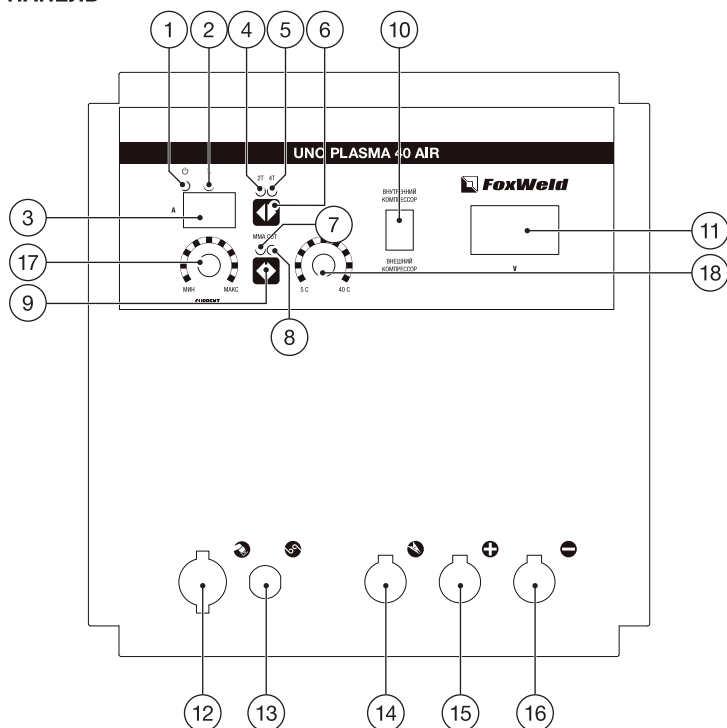 ПАНЕЛЬ
1 2 4 5 6 10
UNO PLASMA 40 AIR
2T 4T
FoxWeld
ВНУТРЕННИЙ
КОМПРЕССОР
3
A
7
11
MMA CUT
17
18
ВНЕШНИЙ
КОМПРЕССОР
V
МИН МАКС
5 C 40 C
CURRENT
9
8
12 13 14 15 16